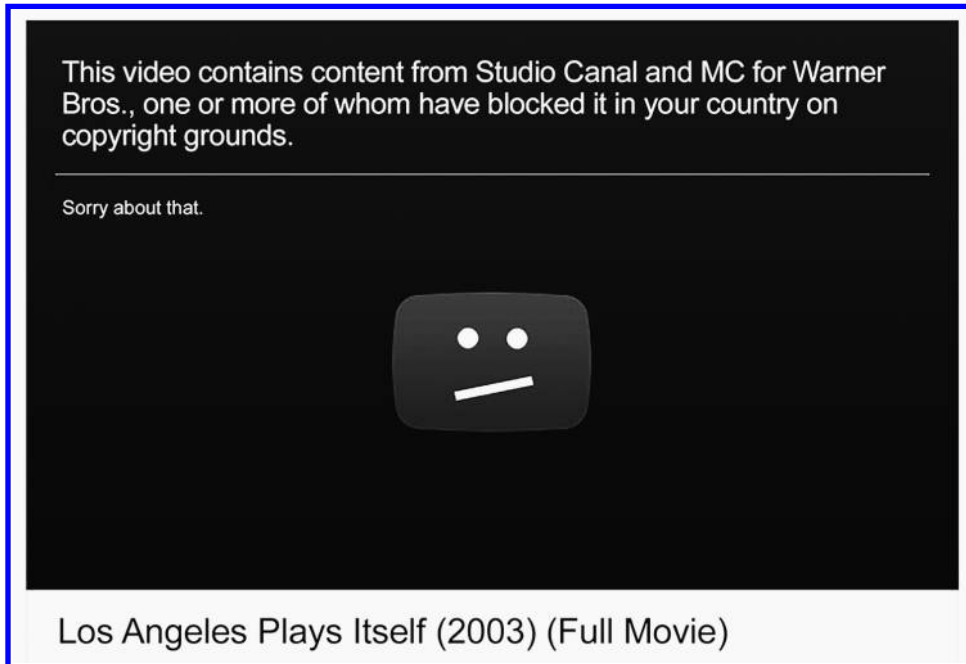 This video contains content from Studio Canal and MC for Warner
Bros., one or more of whom have blocked it in your country on
copyright grounds.
Sorry about that.
Los Angeles Plays Itself (2003) (Full Movie)